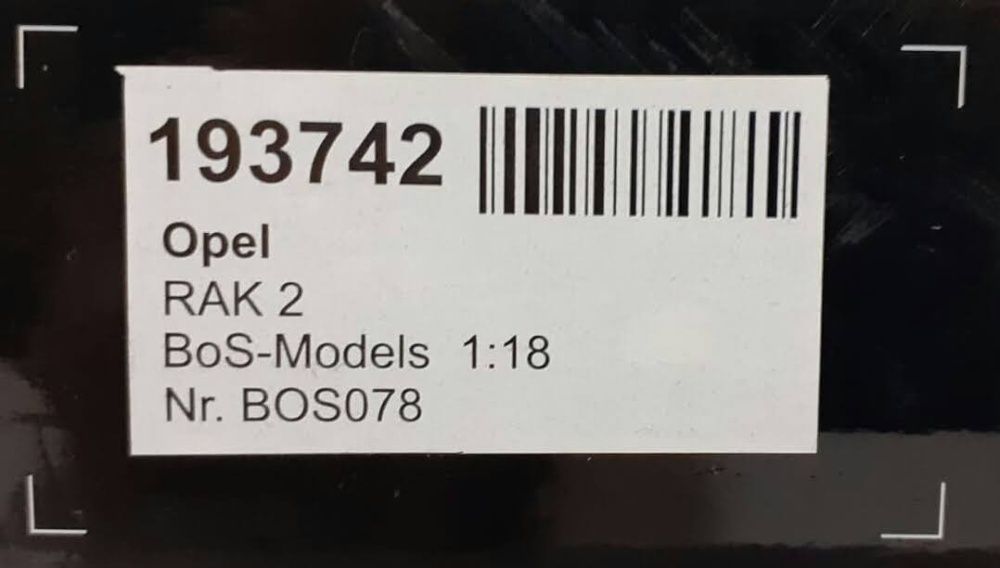 193742
Opel
RAK 2
BoS-Models 1:18
Nr. BOS078